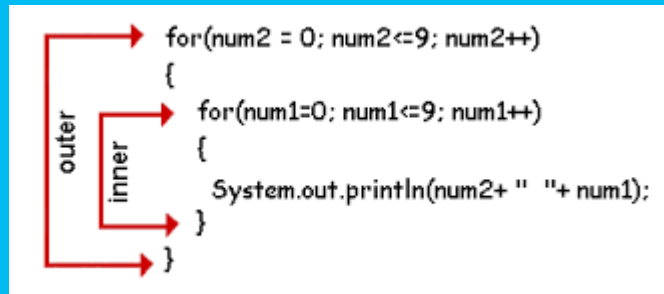 for(num2 = 0; num2<=9; num2++)
{
for(num1=0; num1<=9; num1++)
{
System.out.println(num2+ "  "+ num1);
}
}
outer
inner